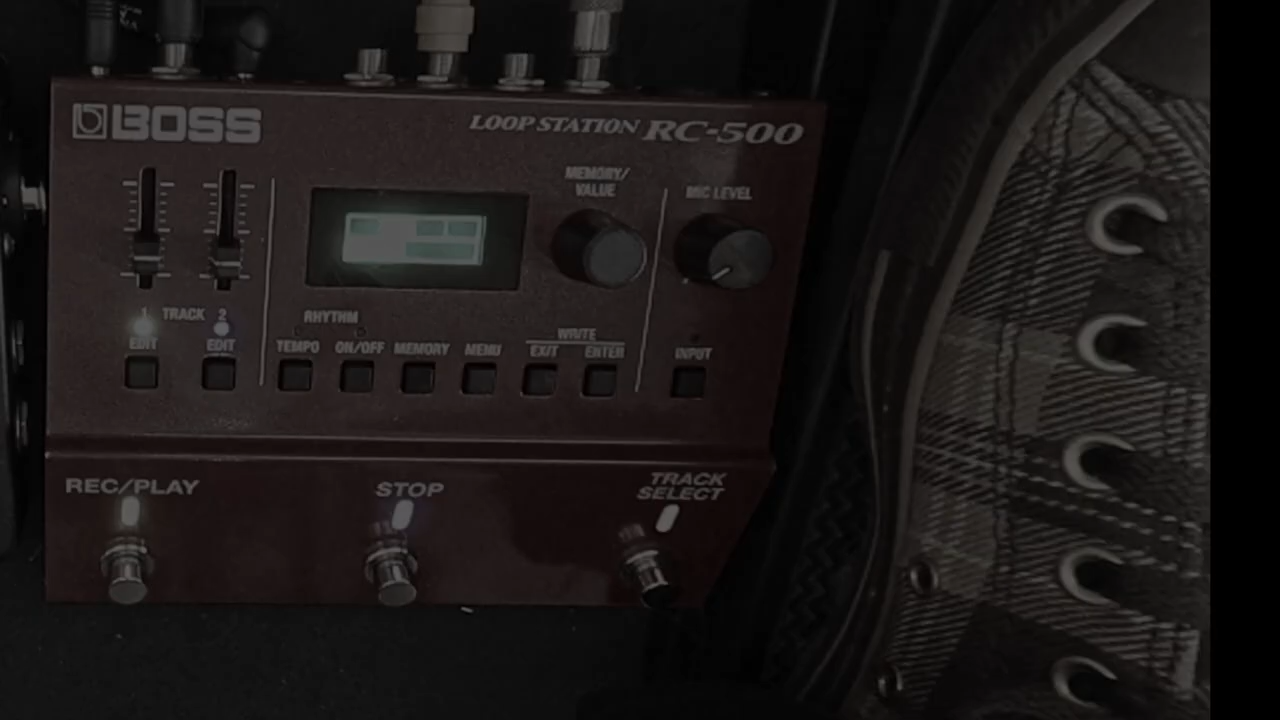 BOSS
LOOP STATION RC-500
MEMORY/
VALUE
MIC LEVEL
1 TRACK 2
EDIT EDIT
RHYTHM
TEMPO ON/OFF MEMORY MENU
WRITE
EXIT ENTER
INPUT
REC/PLAY
STOP
TRACK
SELECT